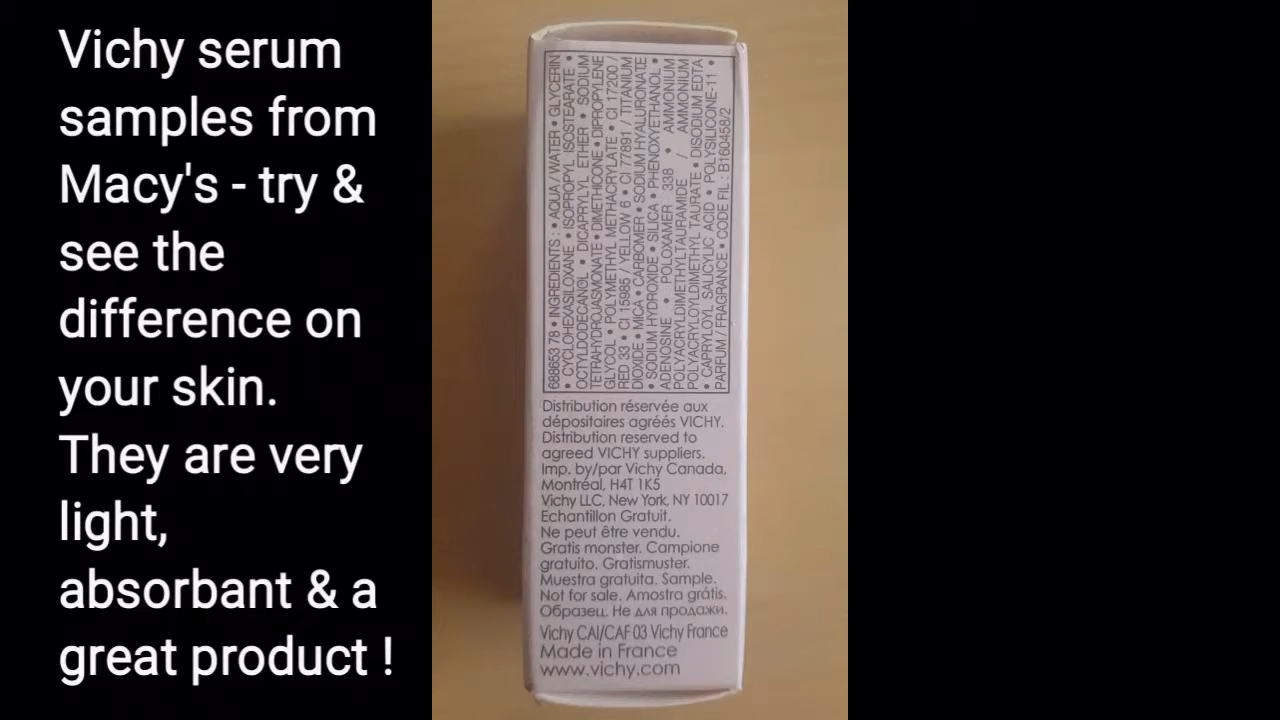 Vichy serum
samples from
Macy's - try &
see the
difference on
your skin.
They are very
light,
absorbant & a
great product !
688653 78 • INGREDIENTS : • AQUA / WATER • GLYCERIN
• CYCLOHEXASILOXANE • ISOPROPYL ISOSTEARATE •
OCTYLDODECANOL • DICAPRYLYL ETHER • SODIUM
TETRAHYDROJASMONATE • DIMETHICONE • DIPROPYLENE
GLYCOL • POLYMETHYL METHACRYLATE • CI 17200 /
RED 33 • CI 15985 / YELLOW 6 • CI 77891 / TITANIUM
DIOXIDE • MICA • CARBOMER • SODIUM HYALURONATE
• SODIUM HYDROXIDE • SILICA • PHENOXYETHANOL •
ADENOSINE • POLOXAMER 338 • AMMONIUM
POLYACRYLDIMETHYLTAURAMIDE / AMMONIUM
POLYACRYLOYLDIMETHYL TAURATE • DISODIUM EDTA
• CAPRYLOYL SALICYLIC ACID • POLYSILICONE-11 •
PARFUM / FRAGRANCE • CODE FIL : B160458/2
Distribution réservée aux
dépositaires agréés VICHY.
Distribution reserved to
agreed VICHY suppliers.
Imp. by/par Vichy Canada,
Montréal, H4T 1K5
Vichy LLC, New York, NY 10017
Echantillon Gratuit.
Ne peut être vendu.
Gratis monster. Campione
gratuito. Gratismuster.
Muestra gratuita. Sample.
Not for sale. Amostra grátis.
Образец. Не для продажи.
Vichy CAI/CAF 03 Vichy France
Made in France
www.vichy.com